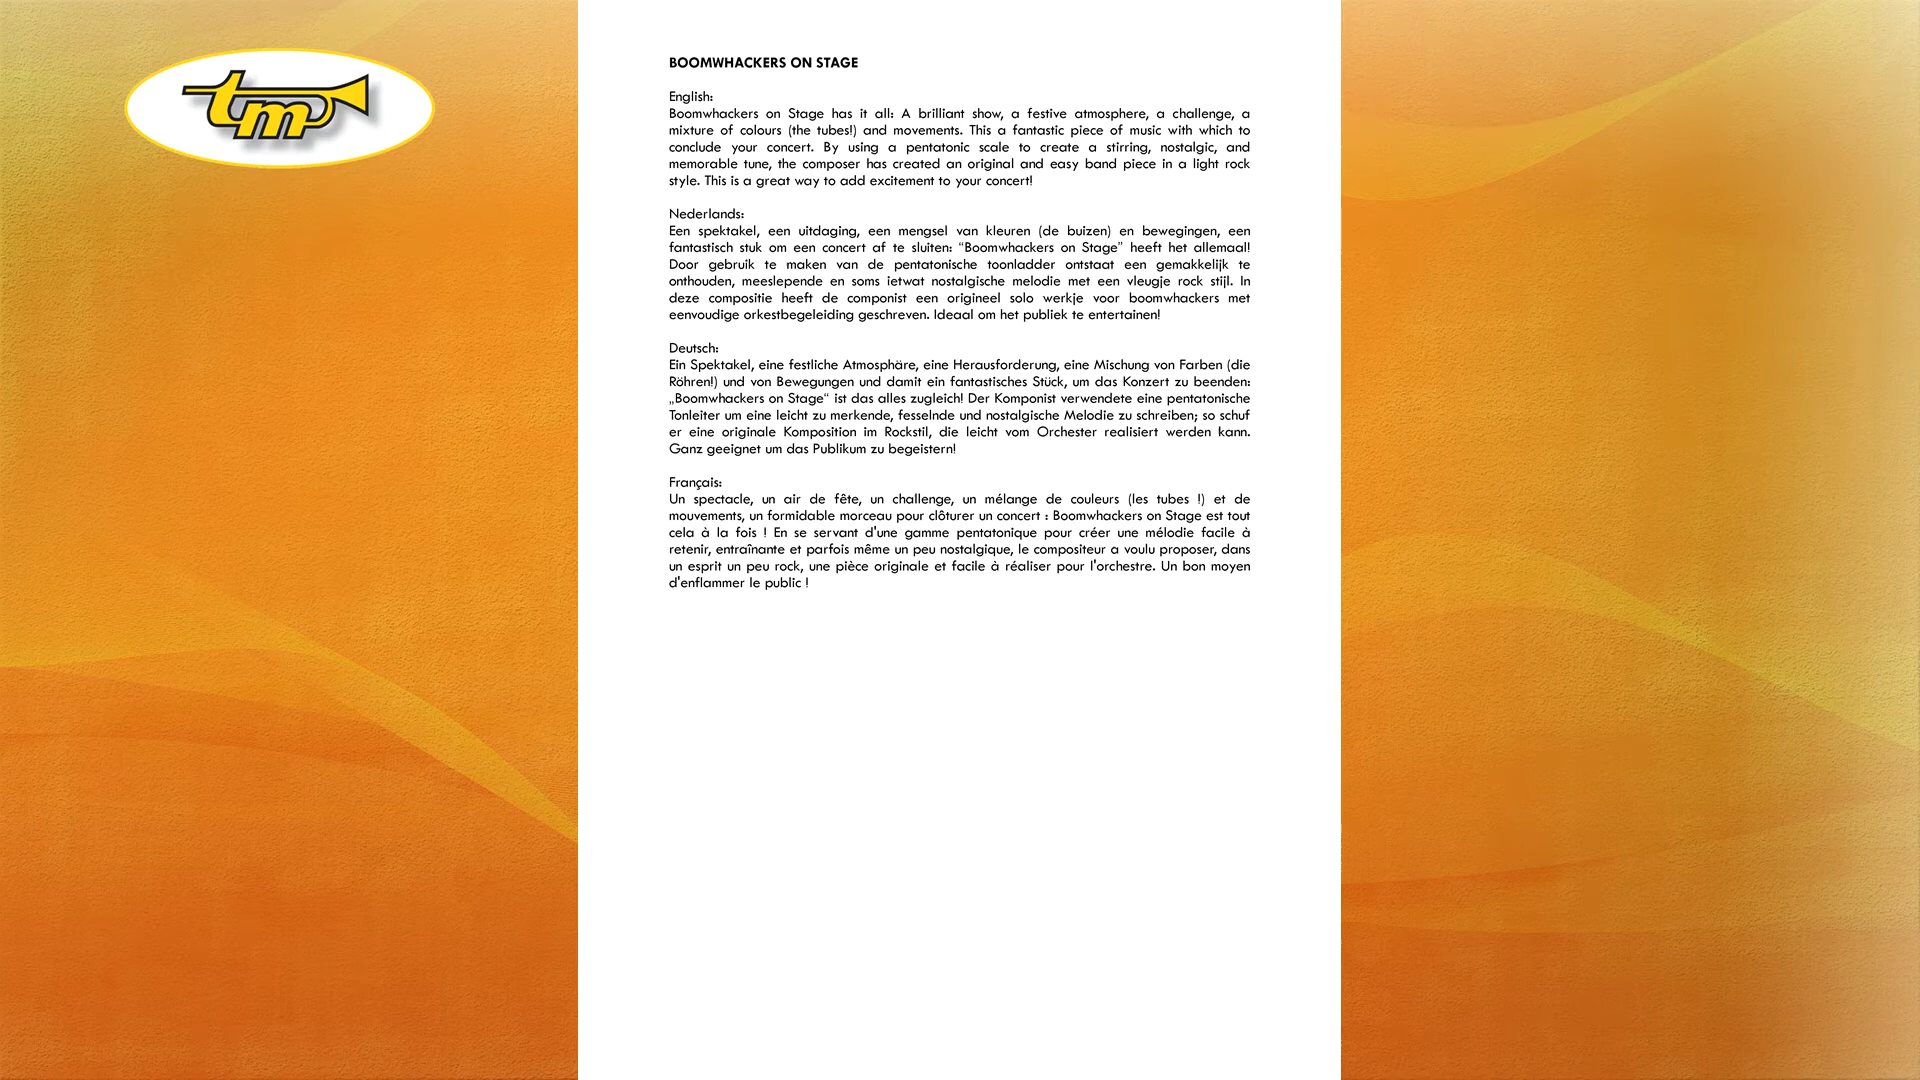 tm
BOOMWHACKERS ON STAGE
English:
Boomwhackers on Stage has it all: A brilliant show, a festive atmosphere, a challenge, a
mixture of colours (the tubes!) and movements. This a fantastic piece of music with which to
conclude your concert. By using a pentatonic scale to create a stirring, nostalgic, and
memorable tune, the composer has created an original and easy band piece in a light rock
style. This is a great way to add excitement to your concert!
Nederlands:
Een spektakel, een uitdaging, een mengsel van kleuren (de buizen) en bewegingen, een
fantastisch stuk om een concert af te sluiten: “Boomwhackers on Stage” heeft het allemaal!
Door gebruik te maken van de pentatonische toonladder ontstaat een gemakkelijk te
onthouden, meeslepende en soms ietwat nostalgische melodie met een vleugje rock stijl. In
deze compositie heeft de componist een origineel solo werkje voor boomwhackers met
eenvoudige orkestbegeleiding geschreven. Ideaal om het publiek te entertainen!
Deutsch:
Ein Spektakel, eine festliche Atmosphäre, eine Herausforderung, eine Mischung von Farben (die
Röhren!) und von Bewegungen und damit ein fantastisches Stück, um das Konzert zu beenden:
„Boomwhackers on Stage“ ist das alles zugleich! Der Komponist verwendete eine pentatonische
Tonleiter um eine leicht zu merkende, fesselnde und nostalgische Melodie zu schreiben; so schuf
er eine originale Komposition im Rockstil, die leicht vom Orchester realisiert werden kann.
Ganz geeignet um das Publikum zu begeistern!
Français:
Un spectacle, un air de fête, un challenge, un mélange de couleurs (les tubes !) et de
mouvements, un formidable morceau pour clôturer un concert : Boomwhackers on Stage est tout
cela à la fois ! En se servant d'une gamme pentatonique pour créer une mélodie facile à
retenir, entraînante et parfois même un peu nostalgique, le compositeur a voulu proposer, dans
un esprit un peu rock, une pièce originale et facile à réaliser pour l'orchestre. Un bon moyen
d'enflammer le public !